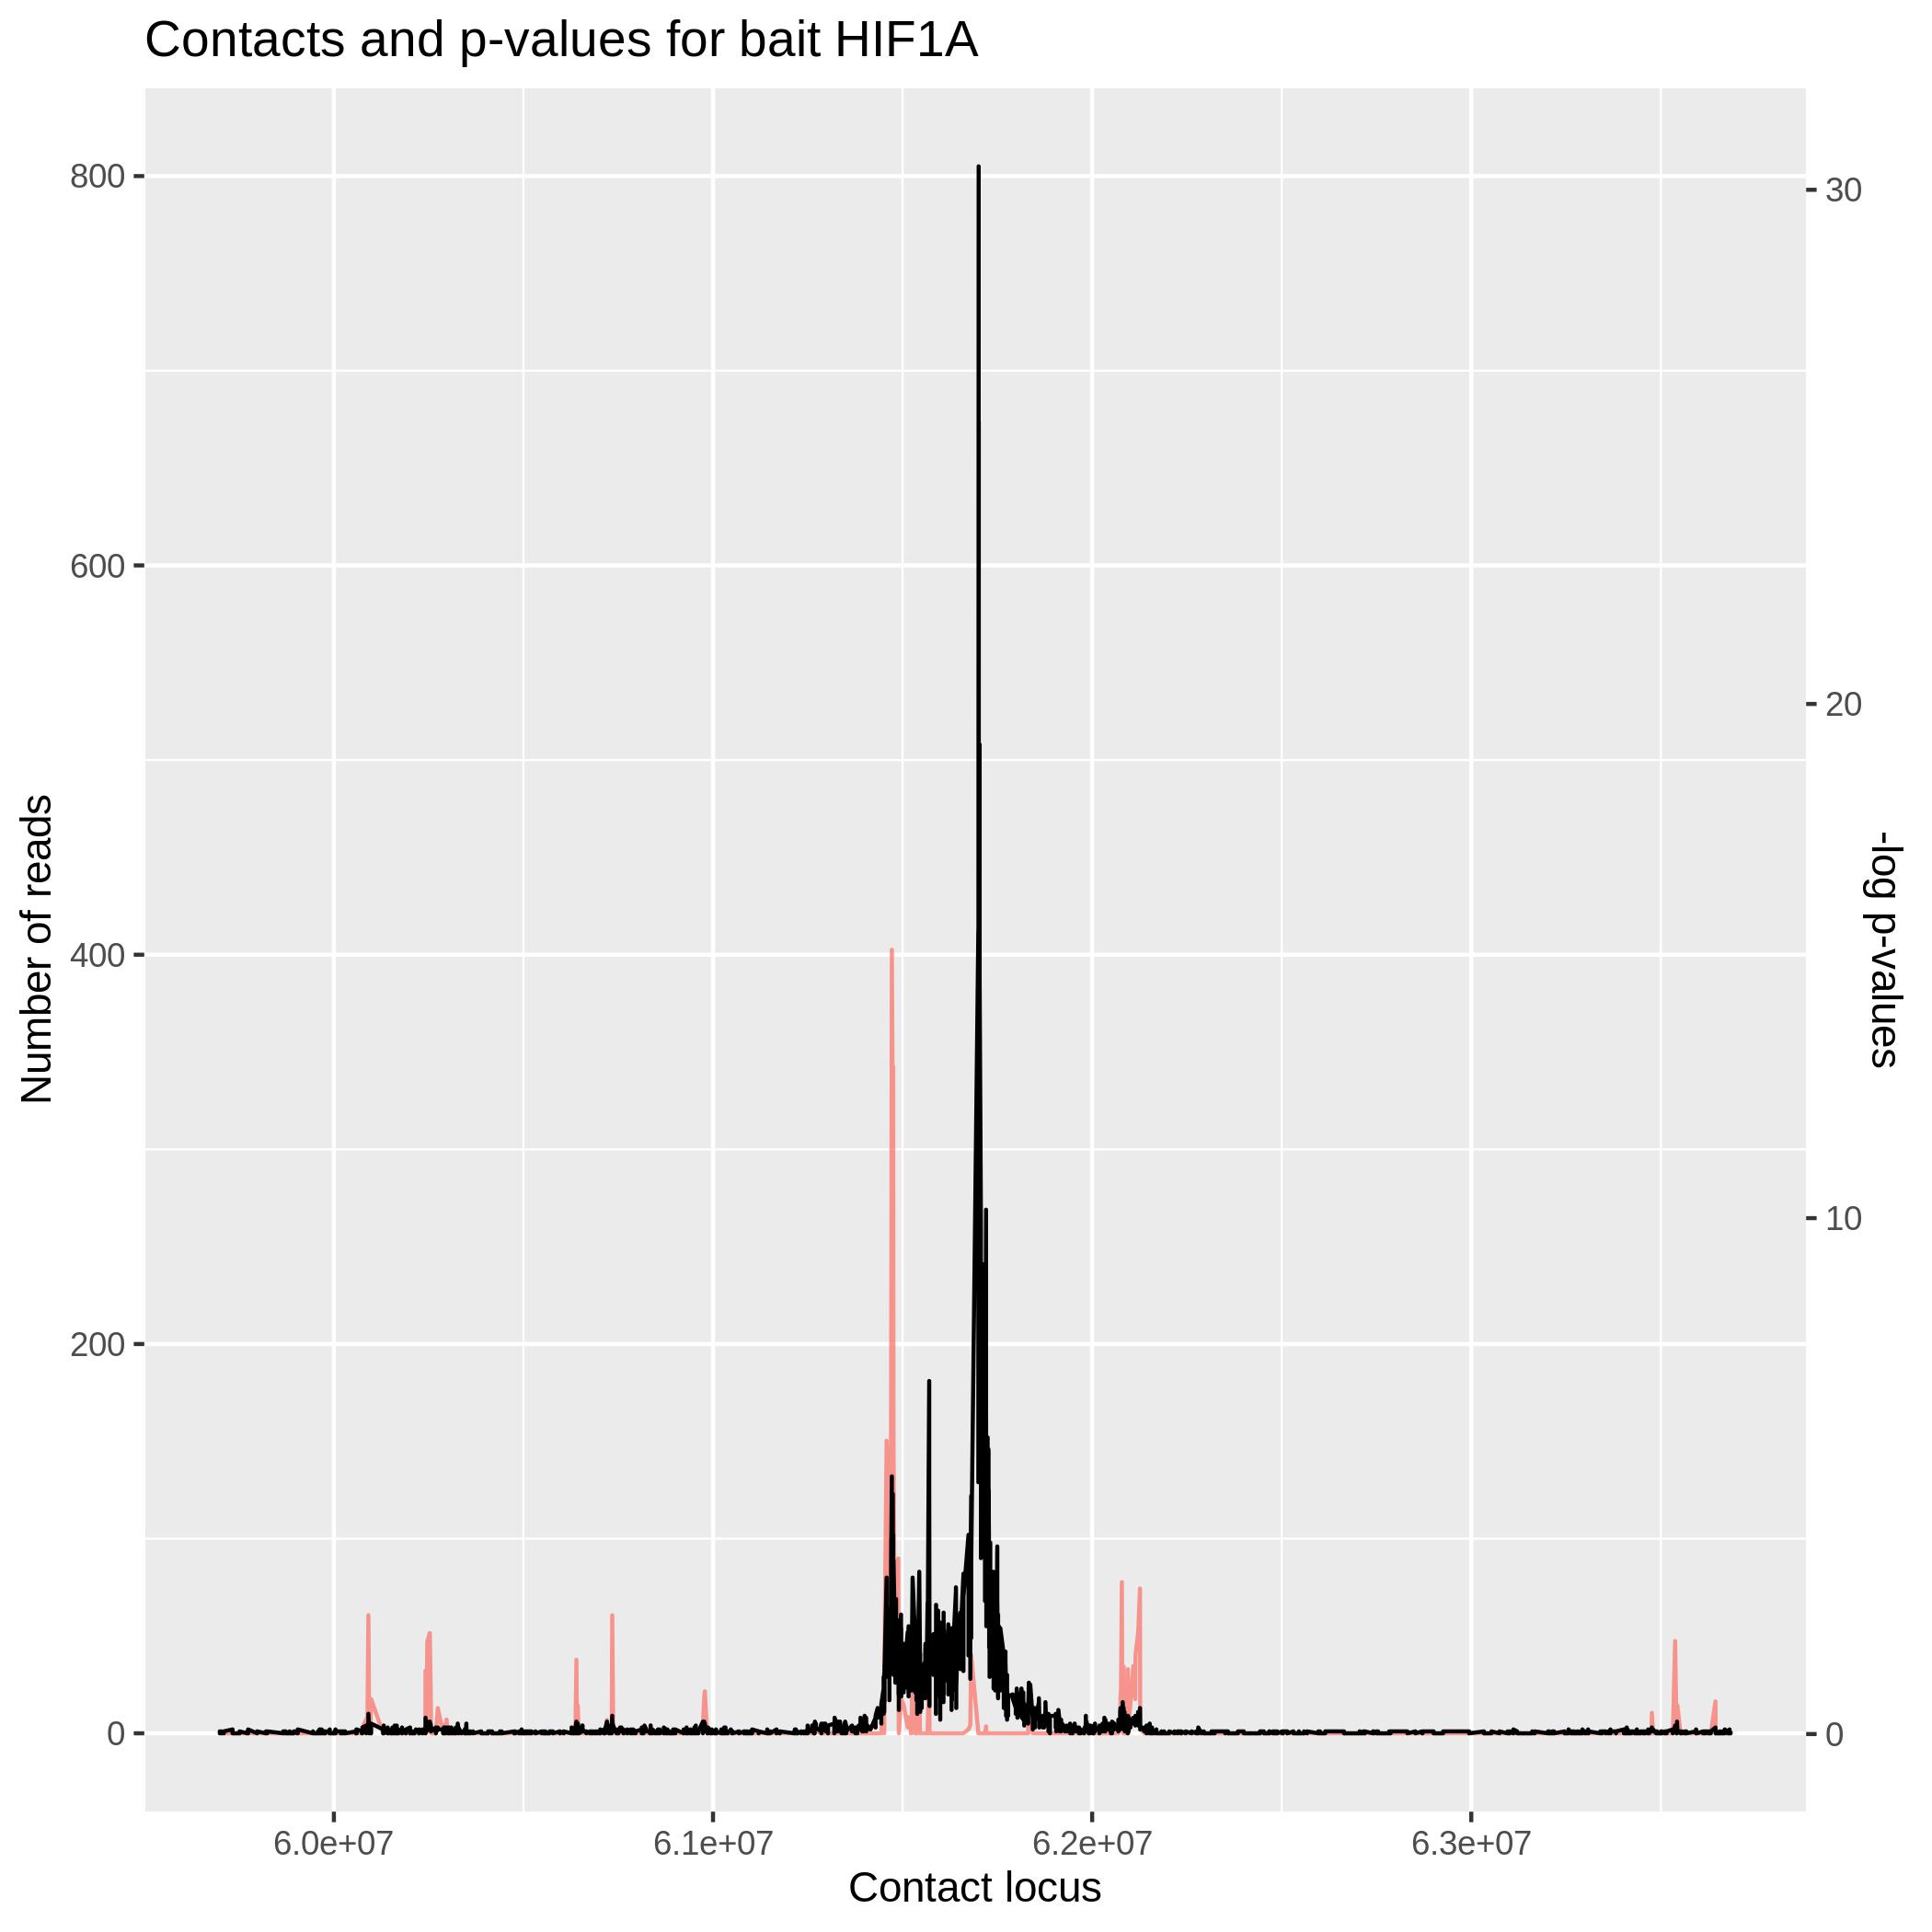 Contacts and p-values for bait HIF1A
800
600
400
200
0
Number of reads
30
20
10
0
-log p-values
6.0e+07
6.1e+07
6.2e+07
6.3e+07
Contact locus